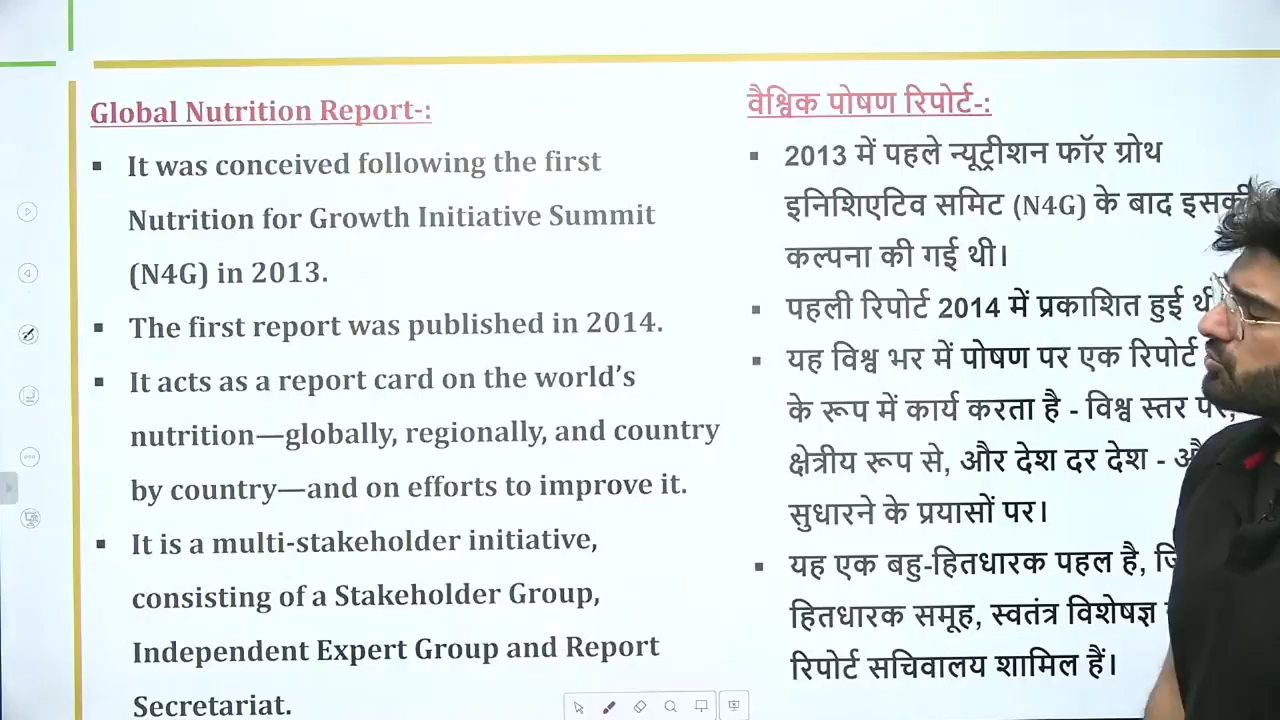 Global Nutrition Report-:
▪ It was conceived following the first
Nutrition for Growth Initiative Summit
(N4G) in 2013.
▪ The first report was published in 2014.
▪ It acts as a report card on the world’s
nutrition—globally, regionally, and country
by country—and on efforts to improve it.
▪ It is a multi-stakeholder initiative,
consisting of a Stakeholder Group,
Independent Expert Group and Report
Secretariat.
वैश्विक पोषण रिपोर्ट-:
▪ 2013 में पहले न्यूट्रीशन फॉर ग्रोथ
इनिशिएटिव समिट (N4G) के बाद इसकी
कल्पना की गई थी।
▪ पहली रिपोर्ट 2014 में प्रकाशित हुई
▪ यह विश्व भर में पोषण पर एक रिपोर्ट
के रूप में कार्य करता है - विश्व स्तर पर,
क्षेत्रीय रूप से, और देश दर देश -
सुधारने के प्रयासों पर।
▪ यह एक बहु-हितधारक पहल है,
हितधारक समूह, स्वतंत्र विशेषज्ञ
रिपोर्ट सचिवालय शामिल हैं।